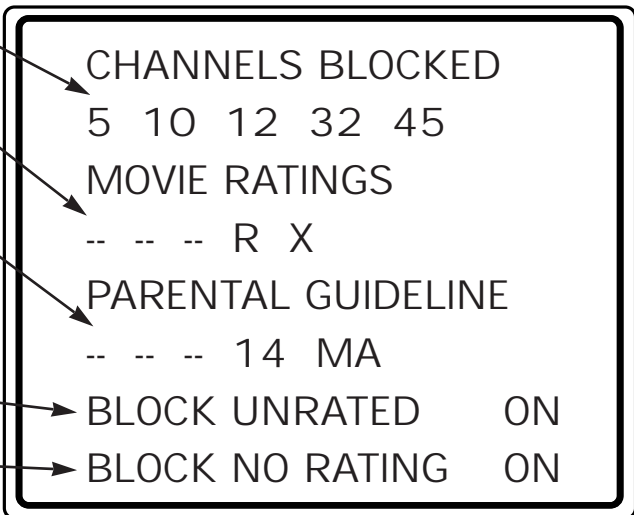 CHANNELS BLOCKED
5 10 12 32 45
MOVIE RATINGS
-- -- -- R X
PARENTAL GUIDELINE
-- -- -- 14 MA
BLOCK UNRATED ON
BLOCK NO RATING ON